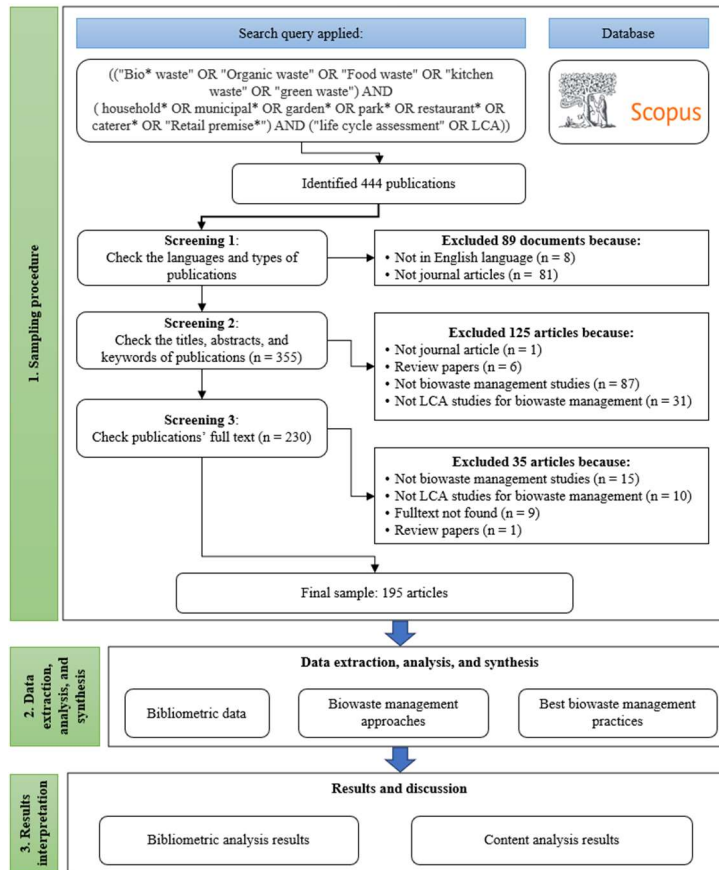 Search query applied:
Database
(("Bio* waste" OR "Organic waste" OR "Food waste" OR "kitchen
waste" OR "green waste") AND
( household* OR municipal* OR garden* OR park* OR restaurant* OR
caterer* OR "Retail premise*") AND ("life cycle assessment" OR LCA))
Scopus
Identified 444 publications
1. Sampling procedure
Screening 1:
Check the languages and types of
publications
Excluded 89 documents because:
• Not in English language (n = 8)
• Not journal articles (n = 81)
Screening 2:
Check the titles, abstracts, and
keywords of publications (n = 355)
Excluded 125 articles because:
• Not journal article (n = 1)
• Review papers (n = 6)
• Not biowaste management studies (n = 87)
• Not LCA studies for biowaste management (n = 31)
Screening 3:
Check publications' full text (n = 230)
Excluded 35 articles because:
• Not biowaste management studies (n = 15)
• Not LCA studies for biowaste management (n = 10)
• Fulltext not found (n = 9)
• Review papers (n = 1)
Final sample: 195 articles
2. Data
extraction,
analysis, and
synthesis
Data extraction, analysis, and synthesis
Bibliometric data
Biowaste management
approaches
Best biowaste management
practices
3. Results
interpretation
Results and discussion
Bibliometric analysis results
Content analysis results